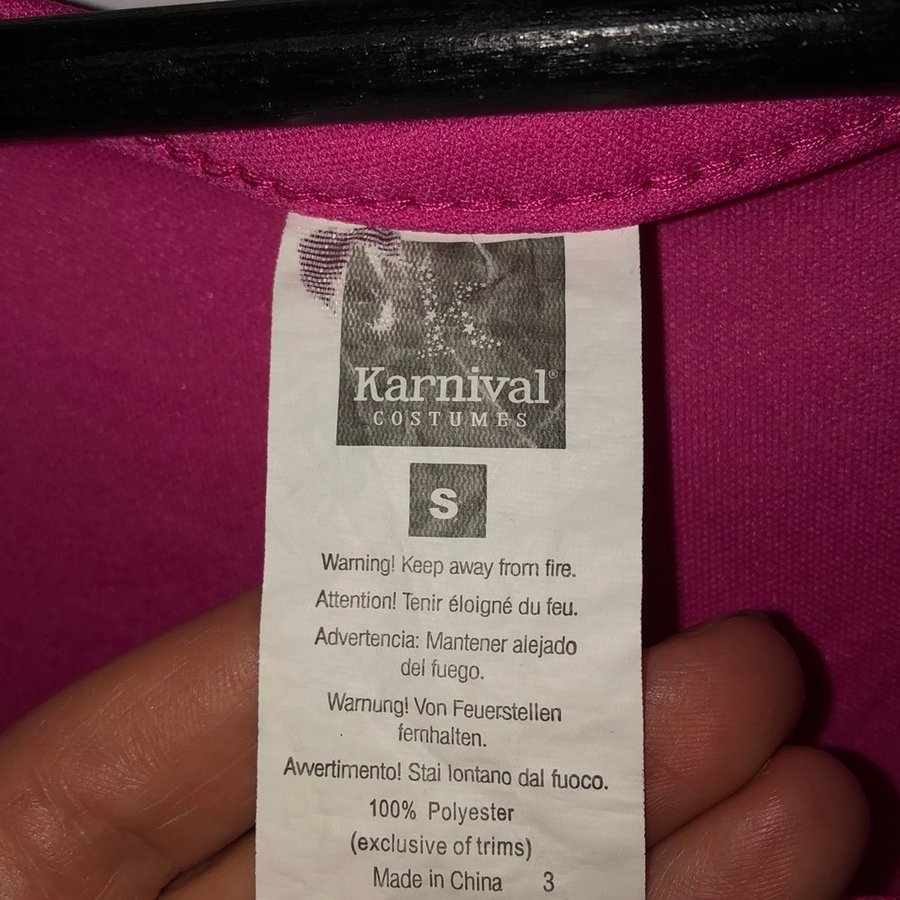 Karnival®
COSTUMES
S
Warning! Keep away from fire.
Attention! Tenir éloigné du feu.
Advertencia: Mantener alejado
del fuego.
Warnung! Von Feuerstellen
fernhalten.
Avvertimento! Stai lontano dal fuoco.
100% Polyester
(exclusive of trims)
Made in China 3